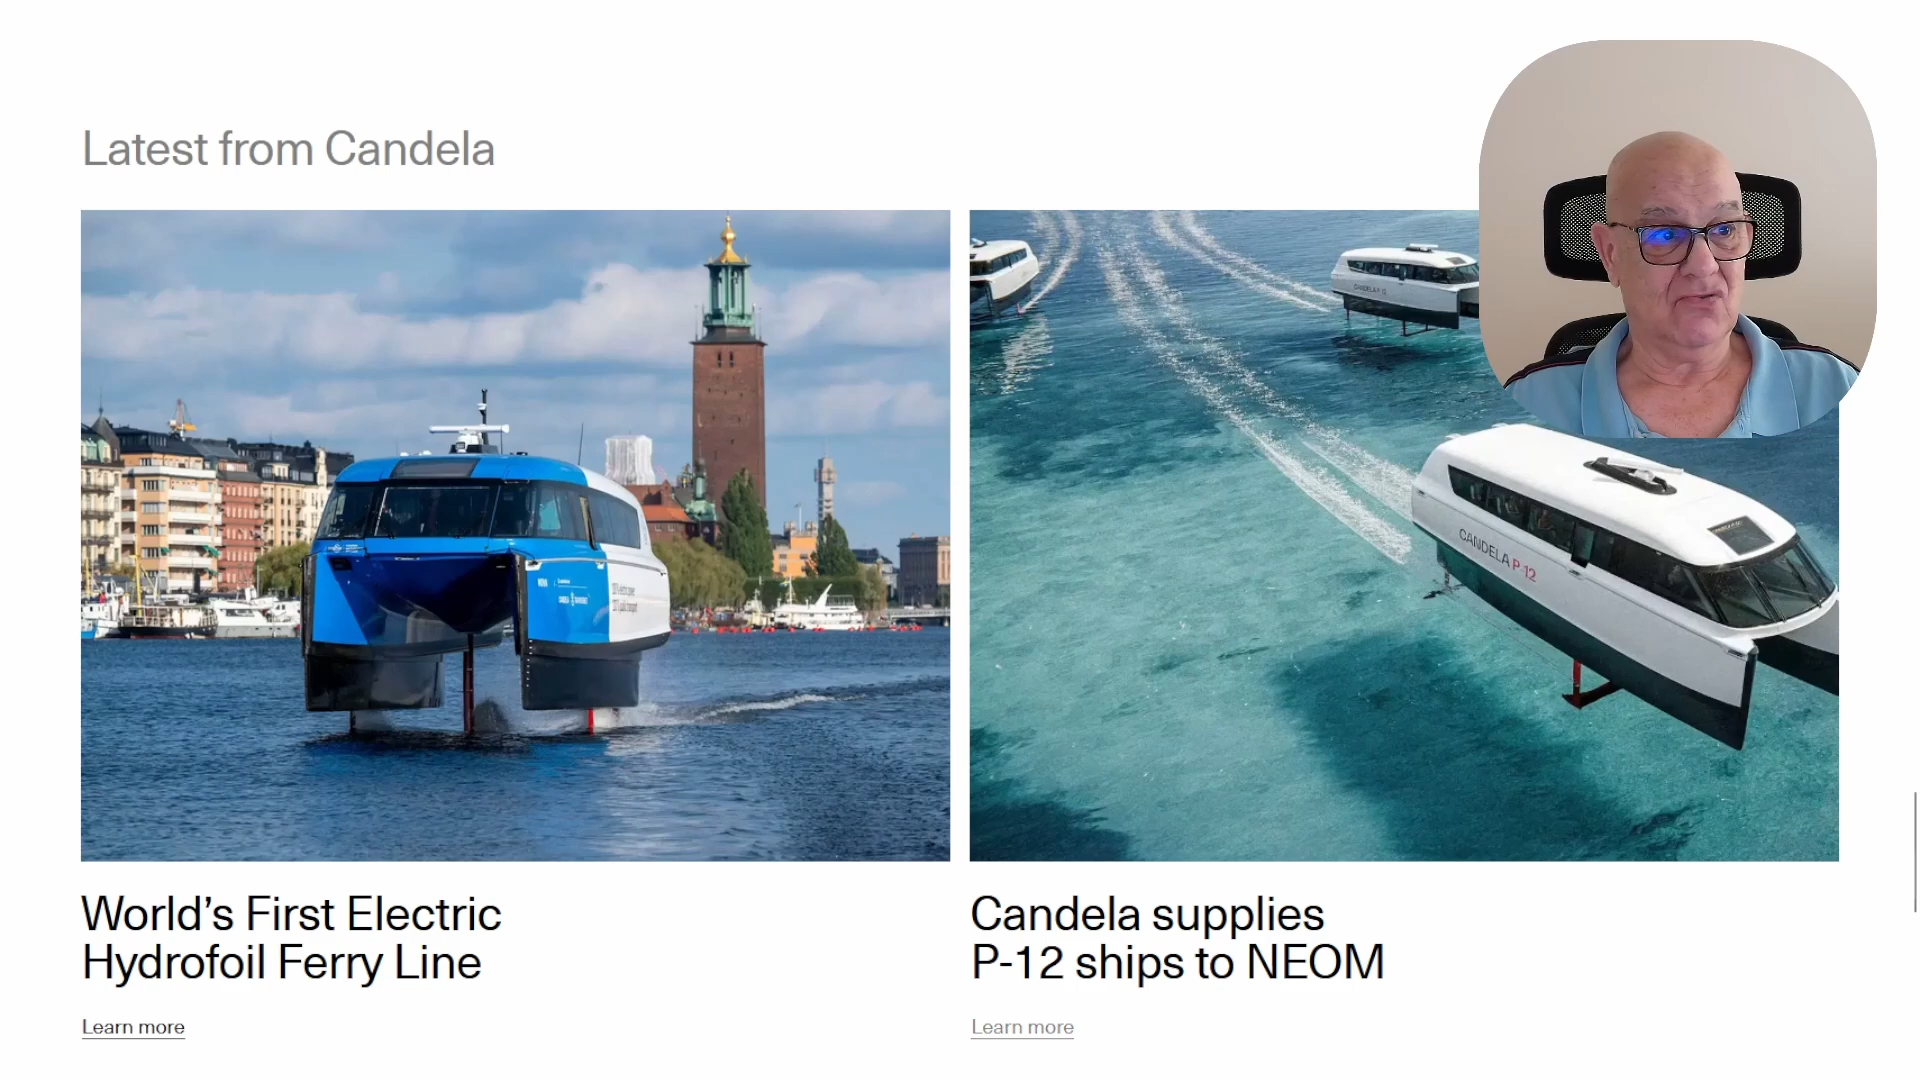 Latest from Candela
CANDELA P-12
World’s First Electric
Hydrofoil Ferry Line
Learn more
Candela supplies
P-12 ships to NEOM
Learn more